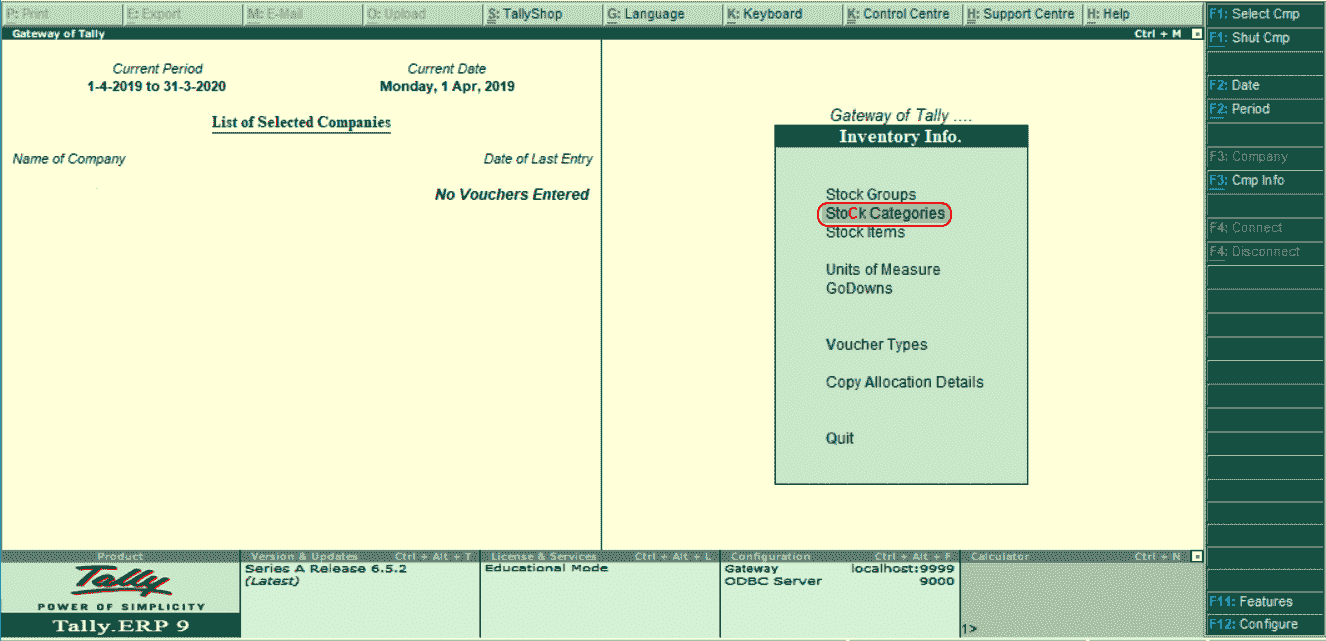 P: Print E: Export M: E-Mail O: Upload S: TallyShop G: Language K: Keyboard K: Control Centre H: Support Centre H: Help
Gateway of Tally Ctrl + M
Current Period Current Date
1-4-2019 to 31-3-2020 Monday, 1 Apr, 2019
List of Selected Companies
Name of Company Date of Last Entry
No Vouchers Entered
Gateway of Tally ....
Inventory Info.
Stock Groups
StoCk Categories
Stock Items
Units of Measure
GoDowns
Voucher Types
Copy Allocation Details
Quit
F1: Select Cmp
F1: Shut Cmp
F2: Date
F2: Period
F3: Company
F3: Cmp Info
F4: Connect
F4: Disconnect
F11: Features
F12: Configure
Product
Tally
POWER OF SIMPLICITY
Tally.ERP 9
Version & Updates Ctrl + Alt + T
Series A Release 6.5.2
(Latest)
License & Services Ctrl + Alt + L
Educational Mode
Configuration Ctrl + Alt + F
Gateway localhost:9999
ODBC Server 9000
Calculator Ctrl + N
1>